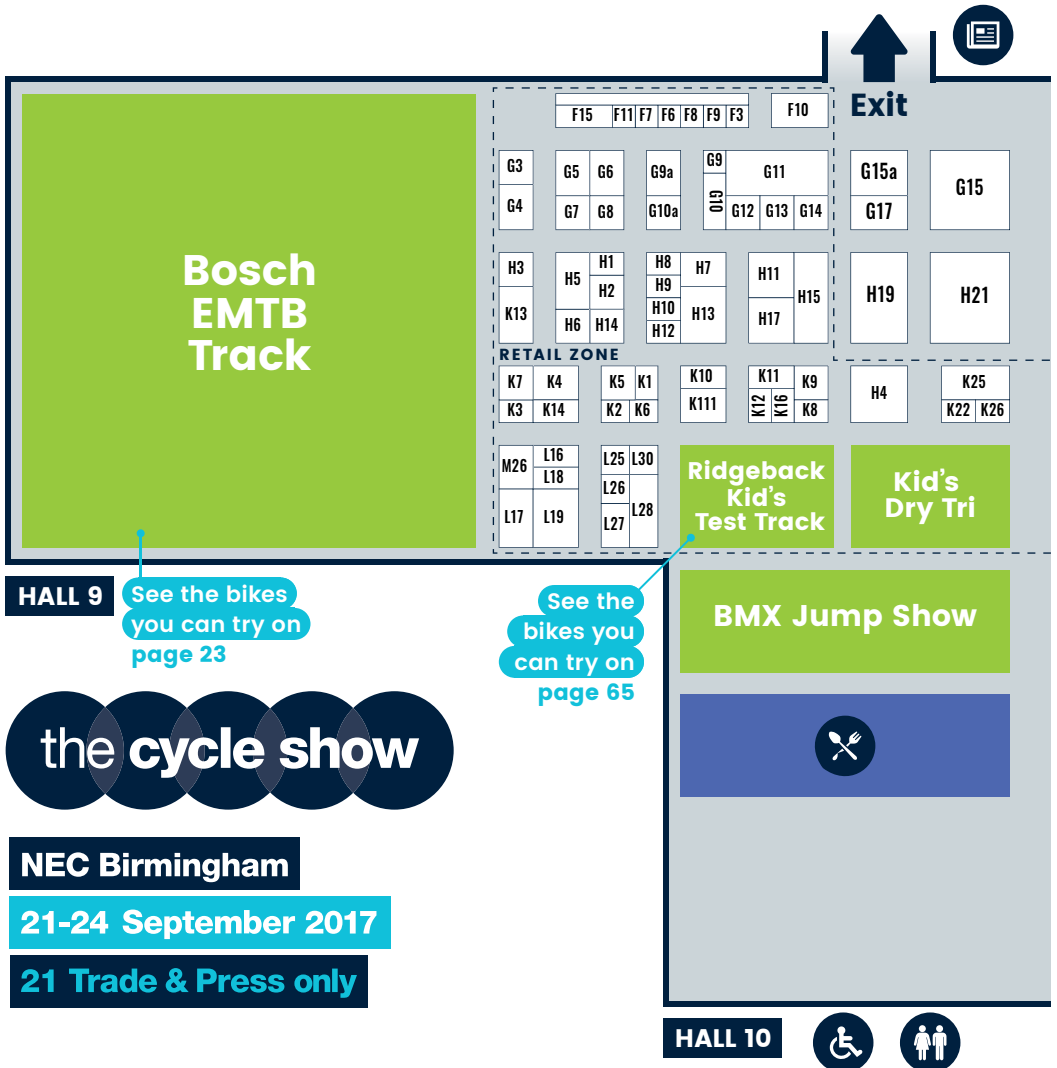 Exit
F15 F11 F7 F6 F8 F9 F3 F10
G3 G5 G6 G9a G9 G11 G15a G15
G4 G7 G8 G10a G10 G12 G13 G14 G17
H3 H5 H1 H8 H7 H11 H15 H19 H21
H2 H9
K13 H6 H14 H10 H13 H17
H12
RETAIL ZONE
K7 K4 K5 K1 K10 K11 K9 H4 K25
K3 K14 K2 K6 K111 K12 K16 K8 K22 K26
M26 L16 L25 L30
L18
L26
L17 L19 L27 L28
Bosch
EMTB
Track
Ridgeback
Kid's
Test Track
Kid's
Dry Tri
HALL 9
See the bikes
you can try on
page 23
See the
bikes you
can try on
page 65
BMX Jump Show
the cycle show
NEC Birmingham
21-24 September 2017
21 Trade & Press only
HALL 10